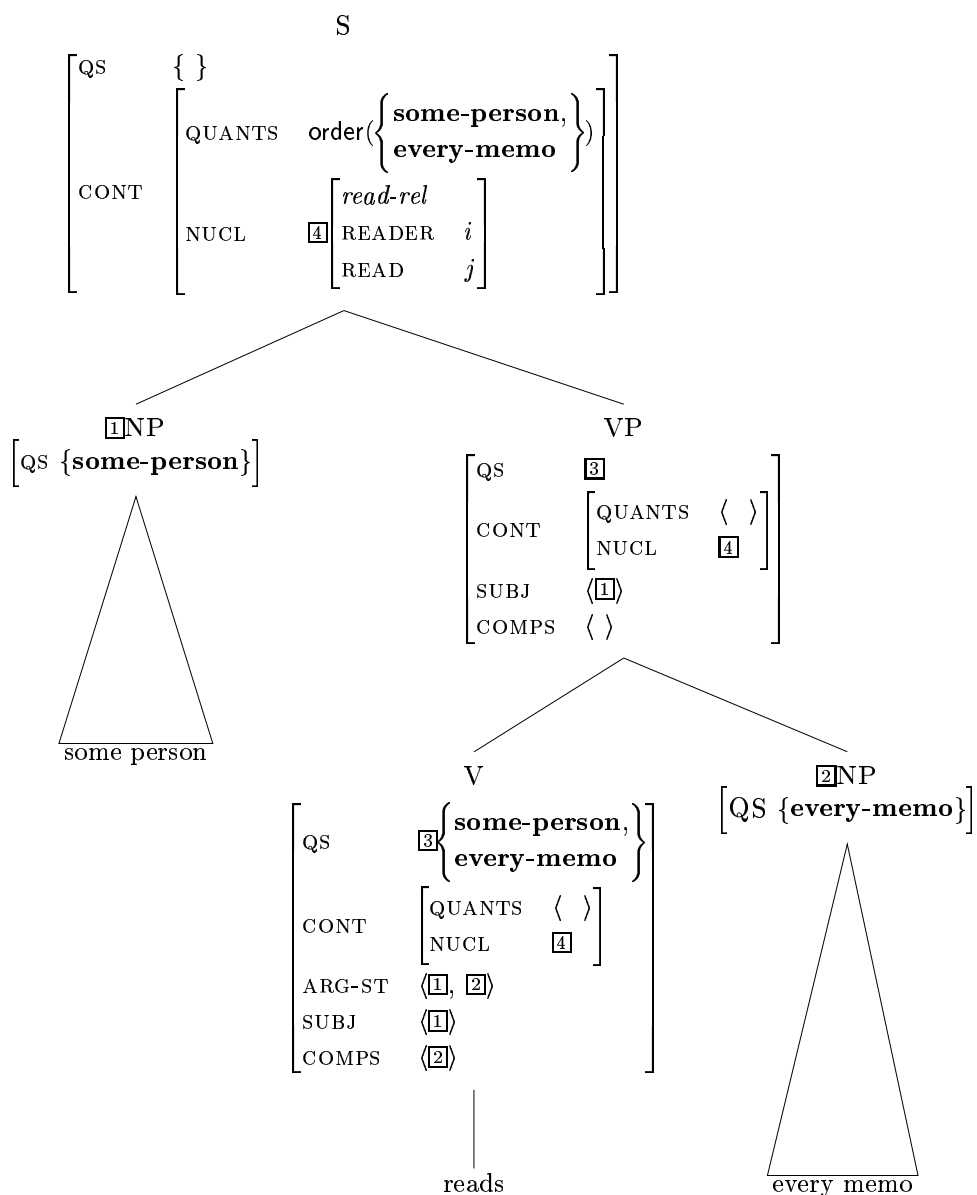 S
QS { }
CONT
QUANTS order({some-person,
every-memo})
NUCL 4 read-rel
READER i
READ j
1NP
[QS {some-person}]
some person
VP
QS 3
CONT
QUANTS ⟨ ⟩
NUCL 4
SUBJ ⟨1⟩
COMPS ⟨ ⟩
V
QS 3{some-person,
every-memo}
CONT
QUANTS ⟨ ⟩
NUCL 4
ARG-ST ⟨1, 2⟩
SUBJ ⟨1⟩
COMPS ⟨2⟩
reads
2NP
[QS {every-memo}]
every memo